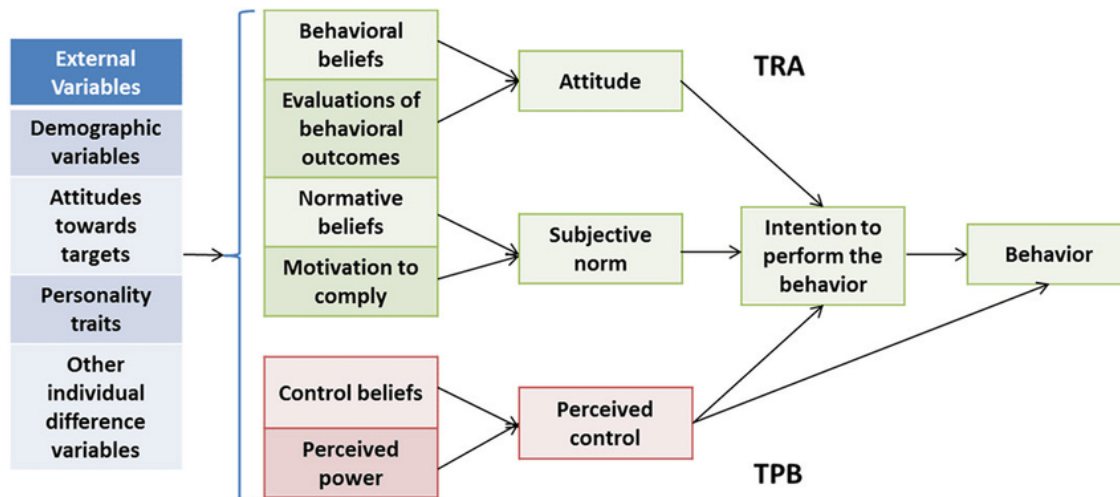 External
Variables
Demographic
variables
Attitudes
towards
targets
Personality
traits
Other
individual
difference
variables
Behavioral
beliefs
Evaluations of
behavioral
outcomes
Normative
beliefs
Motivation to
comply
Control beliefs
Perceived
power
Attitude
Subjective
norm
Perceived
control
TRA
Intention to
perform the
behavior
Behavior
TPB